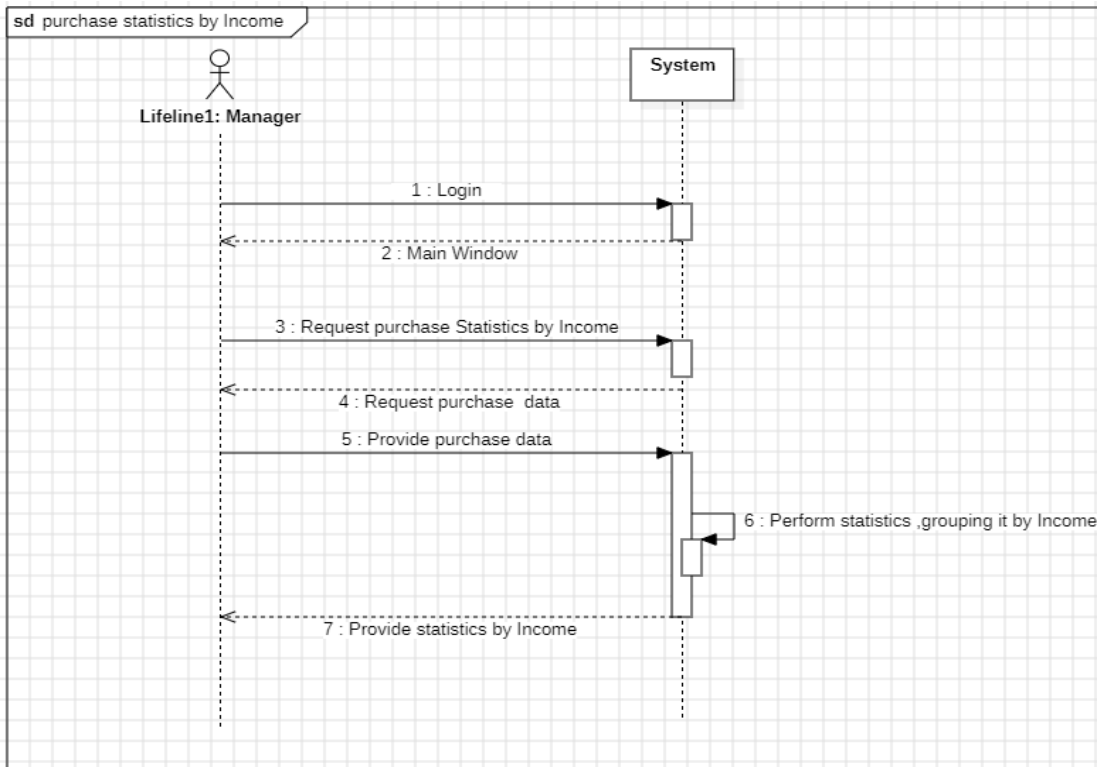 sd purchase statistics by Income
System
Lifeline1: Manager
1 : Login
2 : Main Window
3 : Request purchase Statistics by Income
4 : Request purchase  data
5 : Provide purchase data
6 : Perform statistics ,grouping it by Income
7 : Provide statistics by Income